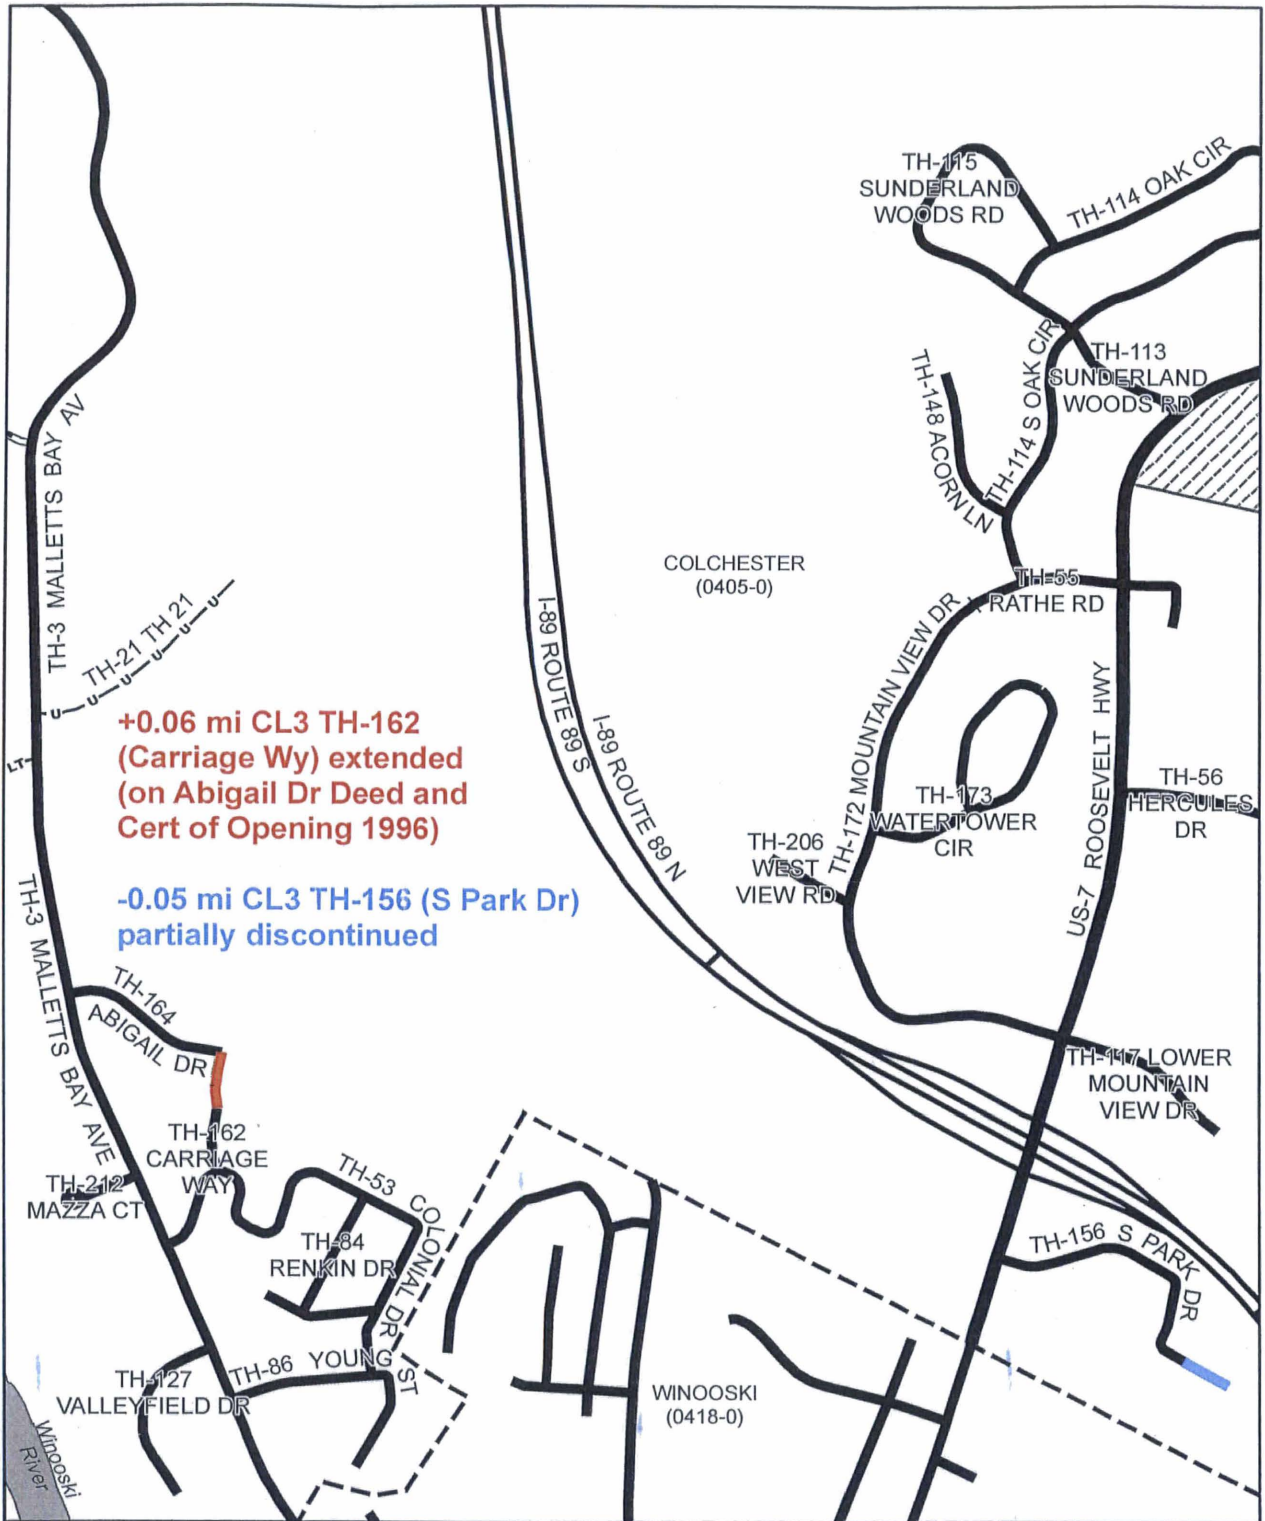 TH-115
SUNDERLAND
WOODS RD
TH-114 OAK CIR
TH-113
SUNDERLAND
WOODS RD
TH-114 S OAK CIR
TH-148 ACORN LN
TH-3 MALLETTS BAY AV
COLCHESTER
(0405-0)
TH-55
RATHE RD
TH-21 TH 21
U
U
U
U
U
I-89 ROUTE 89 S
I-89 ROUTE 89 N
TH-172 MOUNTAIN VIEW DR
US-7 ROOSEVELT HWY
+0.06 mi CL3 TH-162
(Carriage Wy) extended
(on Abigail Dr Deed and
Cert of Opening 1996)
LT
TH-173
WATERTOWER
CIR
TH-56
HERCULES
DR
TH-206
WEST
VIEW RD
-0.05 mi CL3 TH-156 (S Park Dr)
partially discontinued
TH-3 MALLETTS BAY AVE
TH-164
ABIGAIL DR
TH-117 LOWER
MOUNTAIN
VIEW DR
TH-162
CARRIAGE
WAY
TH-212
MAZZA CT
TH-53 COLONIAL DR
TH-84
RENKIN DR
TH-156 S PARK DR
TH-86 YOUNG ST
TH-127
VALLEYFIELD DR
WINOOSKI
(0418-0)
Winooski
River